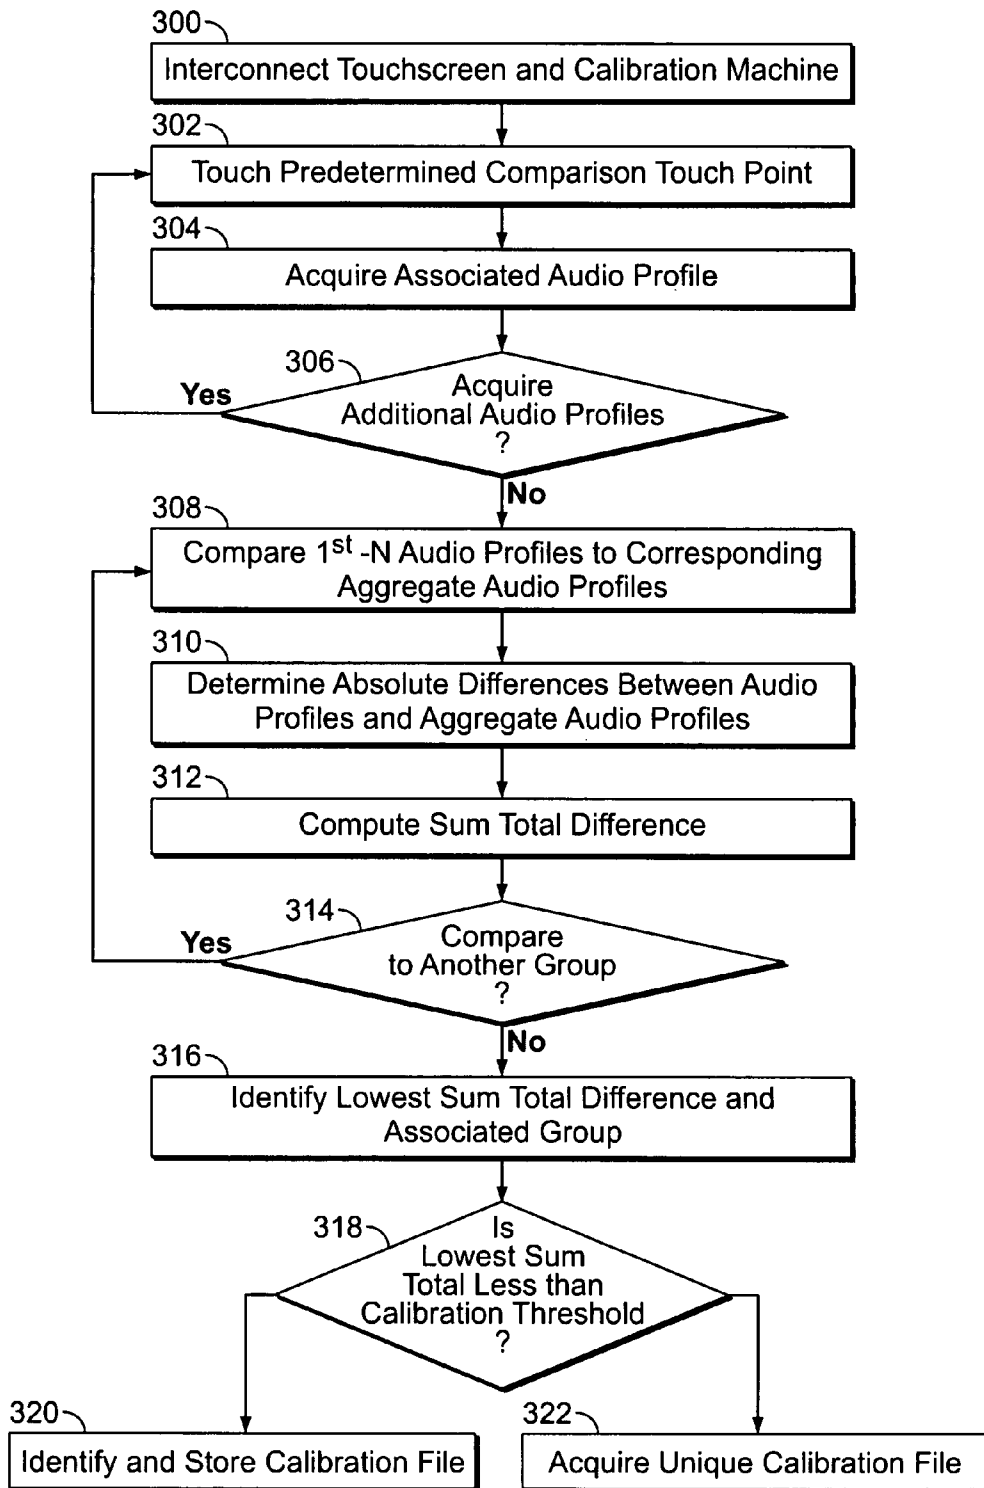 300
Interconnect Touchscreen and Calibration Machine
302
Touch Predetermined Comparison Touch Point
304
Acquire Associated Audio Profile
306
Acquire
Additional Audio Profiles
?
Yes
No
308
Compare 1st -N Audio Profiles to Corresponding
Aggregate Audio Profiles
310
Determine Absolute Differences Between Audio
Profiles and Aggregate Audio Profiles
312
Compute Sum Total Difference
314
Compare
to Another Group
?
Yes
No
316
Identify Lowest Sum Total Difference and
Associated Group
318
Is
Lowest Sum
Total Less than
Calibration Threshold
?
320
Identify and Store Calibration File
322
Acquire Unique Calibration File